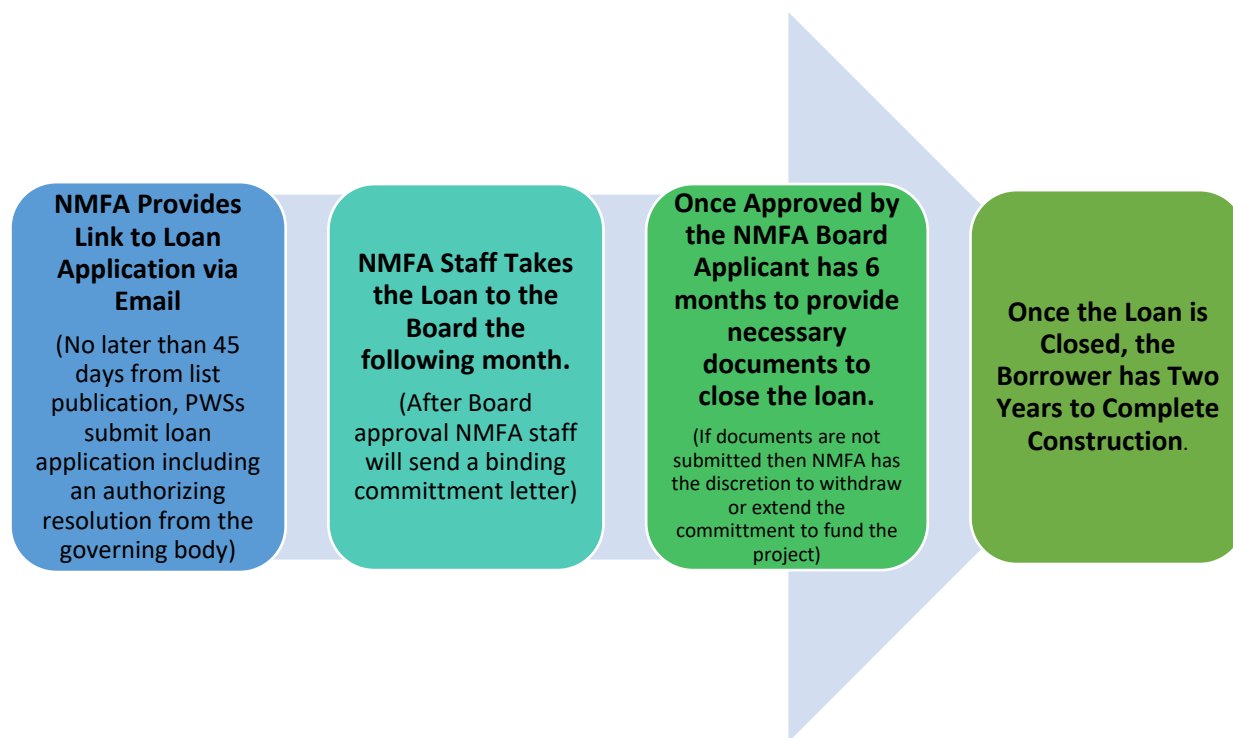 NMFA Provides
Link to Loan
Application via
Email
(No later than 45
days from list
publication, PWSs
submit loan
application including
an authorizing
resolution from the
governing body)
NMFA Staff Takes
the Loan to the
Board the
following month.
(After Board
approval NMFA staff
will send a binding
committment letter)
Once Approved by
the NMFA Board
Applicant has 6
months to provide
necessary
documents to
close the loan.
(If documents are not
submitted then NMFA has
the discretion to withdraw
or extend the
committment to fund the
project)
Once the Loan is
Closed, the
Borrower has Two
Years to Complete
Construction.